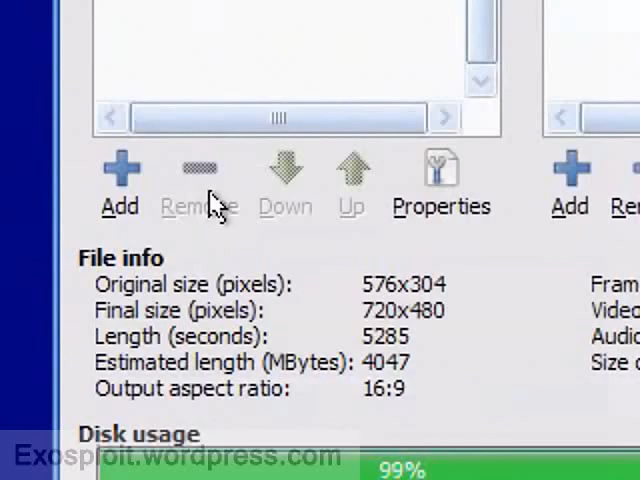 Add Remove Down Up Properties Add Re
File info
Original size (pixels): 576x304 Fram
Final size (pixels): 720x480 Video
Length (seconds): 5285 Audio
Estimated length (MBytes): 4047 Size o
Output aspect ratio: 16:9
Disk usage
Exosploit.wordpress.com
99%